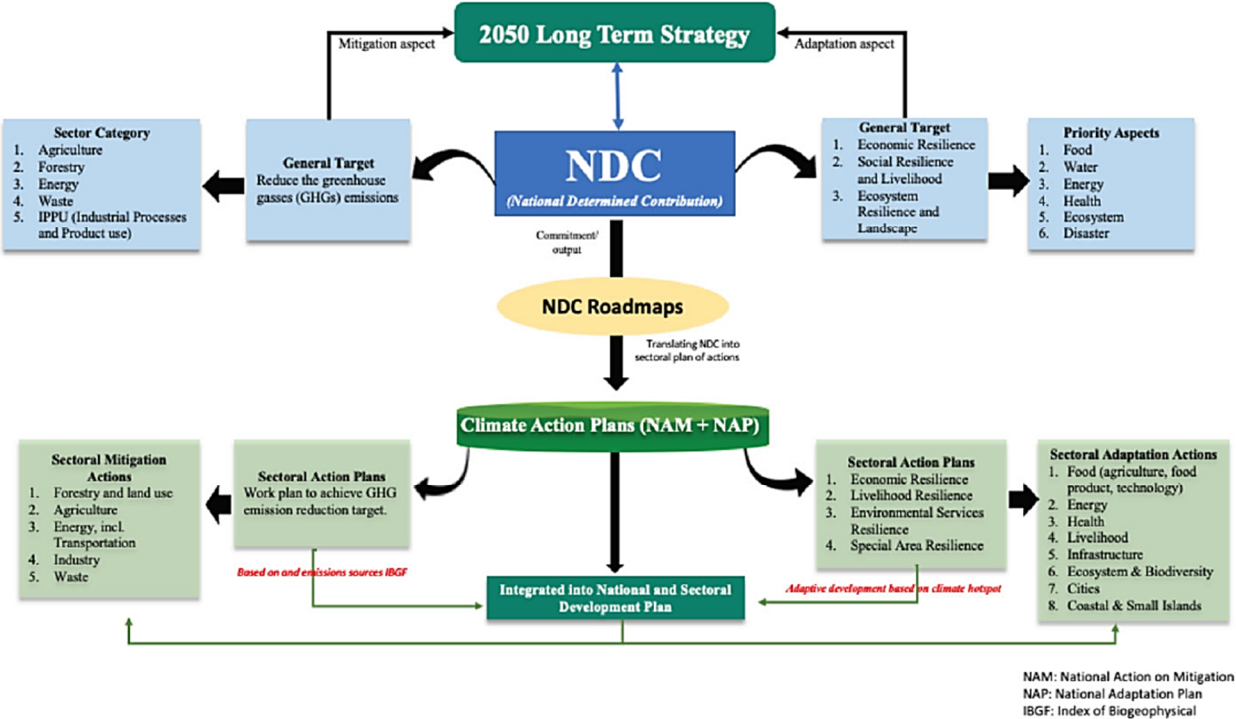 2050 Long Term Strategy
Mitigation aspect
Adaptation aspect
Sector Category
1. Agriculture
2. Forestry
3. Energy
4. Waste
5. IPPU (Industrial Processes
and Product use)
General Target
Reduce the greenhouse
gasses (GHGs) emissions
NDC
(National Determined Contribution)
General Target
1. Economic Resilience
2. Social Resilience
and Livelihood
3. Ecosystem
Resilience and
Landscape
Priority Aspects
1. Food
2. Water
3. Energy
4. Health
5. Ecosystem
6. Disaster
Commitment/
output
NDC Roadmaps
Translating NDC into
sectoral plan of actions
Climate Action Plans (NAM + NAP)
Sectoral Mitigation
Actions
1. Forestry and land use
2. Agriculture
3. Energy, incl.
Transportation
4. Industry
5. Waste
Sectoral Action Plans
Work plan to achieve GHG
emission reduction target.
Based on and emissions sources IBGF
Integrated into National and Sectoral
Development Plan
Sectoral Action Plans
1. Economic Resilience
2. Livelihood Resilience
3. Environmental Services
Resilience
4. Special Area Resilience
Adaptive development based on climate hotspot
Sectoral Adaptation Actions
1. Food (agriculture, food
product, technology)
2. Energy
3. Health
4. Livelihood
5. Infrastructure
6. Ecosystem & Biodiversity
7. Cities
8. Coastal & Small Islands
NAM: National Action on Mitigation
NAP: National Adaptation Plan
IBGF: Index of Biogeophysical